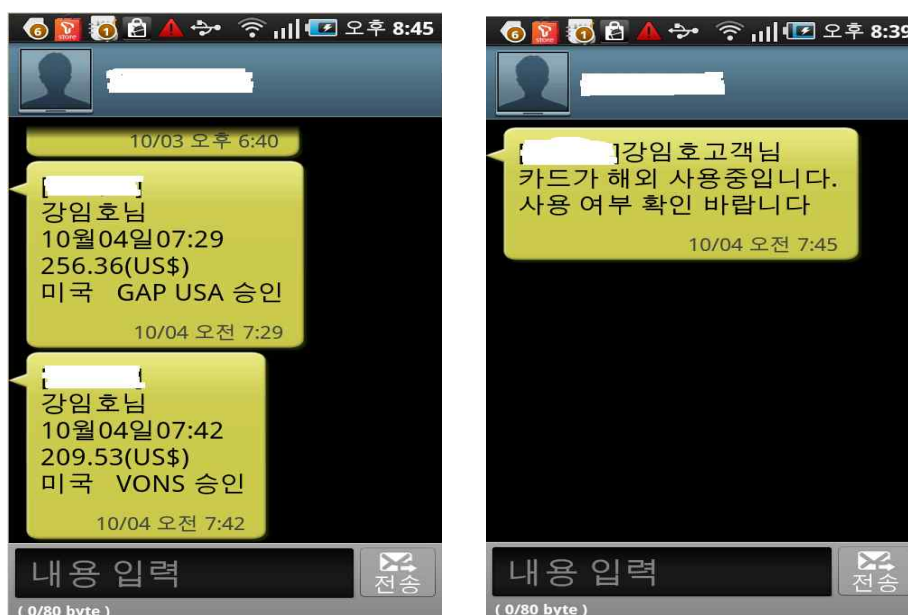 오후 8:45
10/03 오후 6:40
[ ]
강임호님
10월04일07:29
256.36(US$)
미국 GAP USA 승인
10/04 오전 7:29
[ ]
강임호님
10월04일07:42
209.53(US$)
미국 VONS 승인
10/04 오전 7:42
내용 입력
전송
( 0/80 byte )
오후 8:39
[ ]강임호고객님
카드가 해외 사용중입니다.
사용 여부 확인 바랍니다
10/04 오전 7:45
내용 입력
전송
( 0/80 byte )